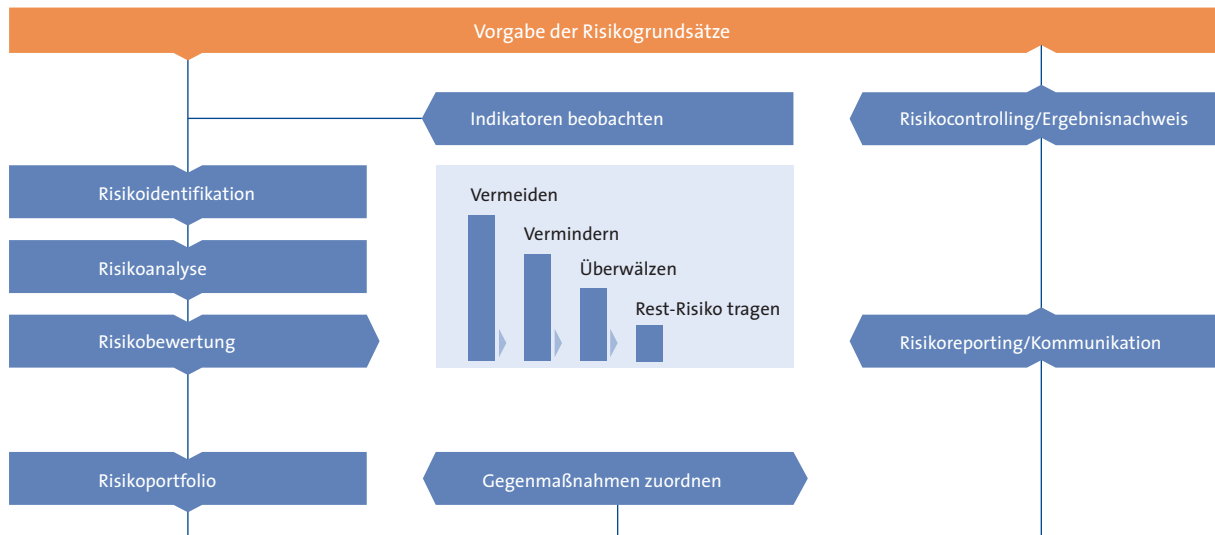 Vorgabe der Risikogrundsätze
Indikatoren beobachten
Risikocontrolling/Ergebnisnachweis
Risikoidentifikation
Vermeiden
Vermindern
Risikoanalyse
Überwälzen
Rest-Risiko tragen
Risikobewertung
Risikoreporting/Kommunikation
Risikoportfolio
Gegenmaßnahmen zuordnen